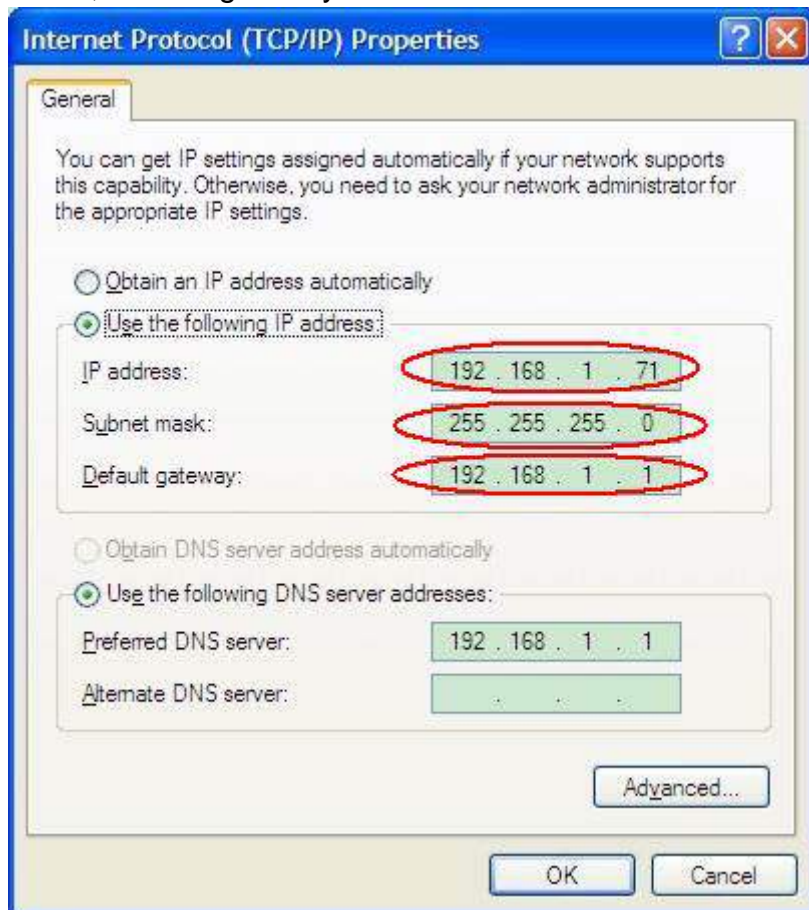 Internet Protocol (TCP/IP) Properties
General
You can get IP settings assigned automatically if your network supports
this capability. Otherwise, you need to ask your network administrator for
the appropriate IP settings.
Obtain an IP address automatically
Use the following IP address:
IP address: 192 . 168 . 1 . 71
Subnet mask: 255 . 255 . 255 . 0
Default gateway: 192 . 168 . 1 . 1
Obtain DNS server address automatically
Use the following DNS server addresses:
Preferred DNS server: 192 . 168 . 1 . 1
Alternate DNS server: . . .
Advanced...
OK Cancel